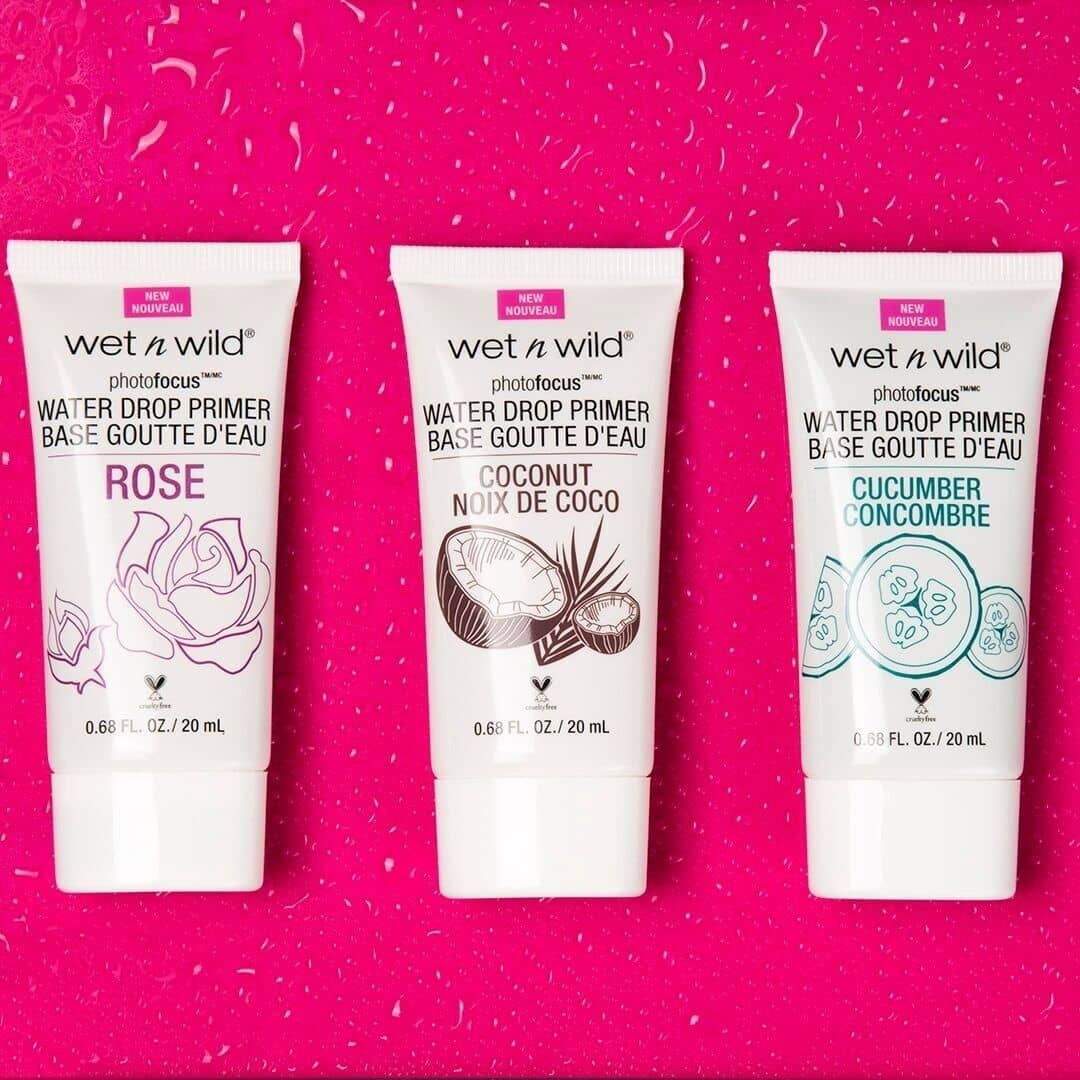 NEW
NOUVEAU
wet n wild®
photofocus™/MC
WATER DROP PRIMER
BASE GOUTTE D'EAU
ROSE
crueltyfree
0.68 FL. OZ./ 20 mL
NEW
NOUVEAU
wet n wild®
photofocus™/MC
WATER DROP PRIMER
BASE GOUTTE D'EAU
COCONUT
NOIX DE COCO
crueltyfree
0.68 FL. OZ./ 20 mL
NEW
NOUVEAU
wet n wild®
photofocus™/MC
WATER DROP PRIMER
BASE GOUTTE D'EAU
CUCUMBER
CONCOMBRE
crueltyfree
0.68 FL. OZ./ 20 mL